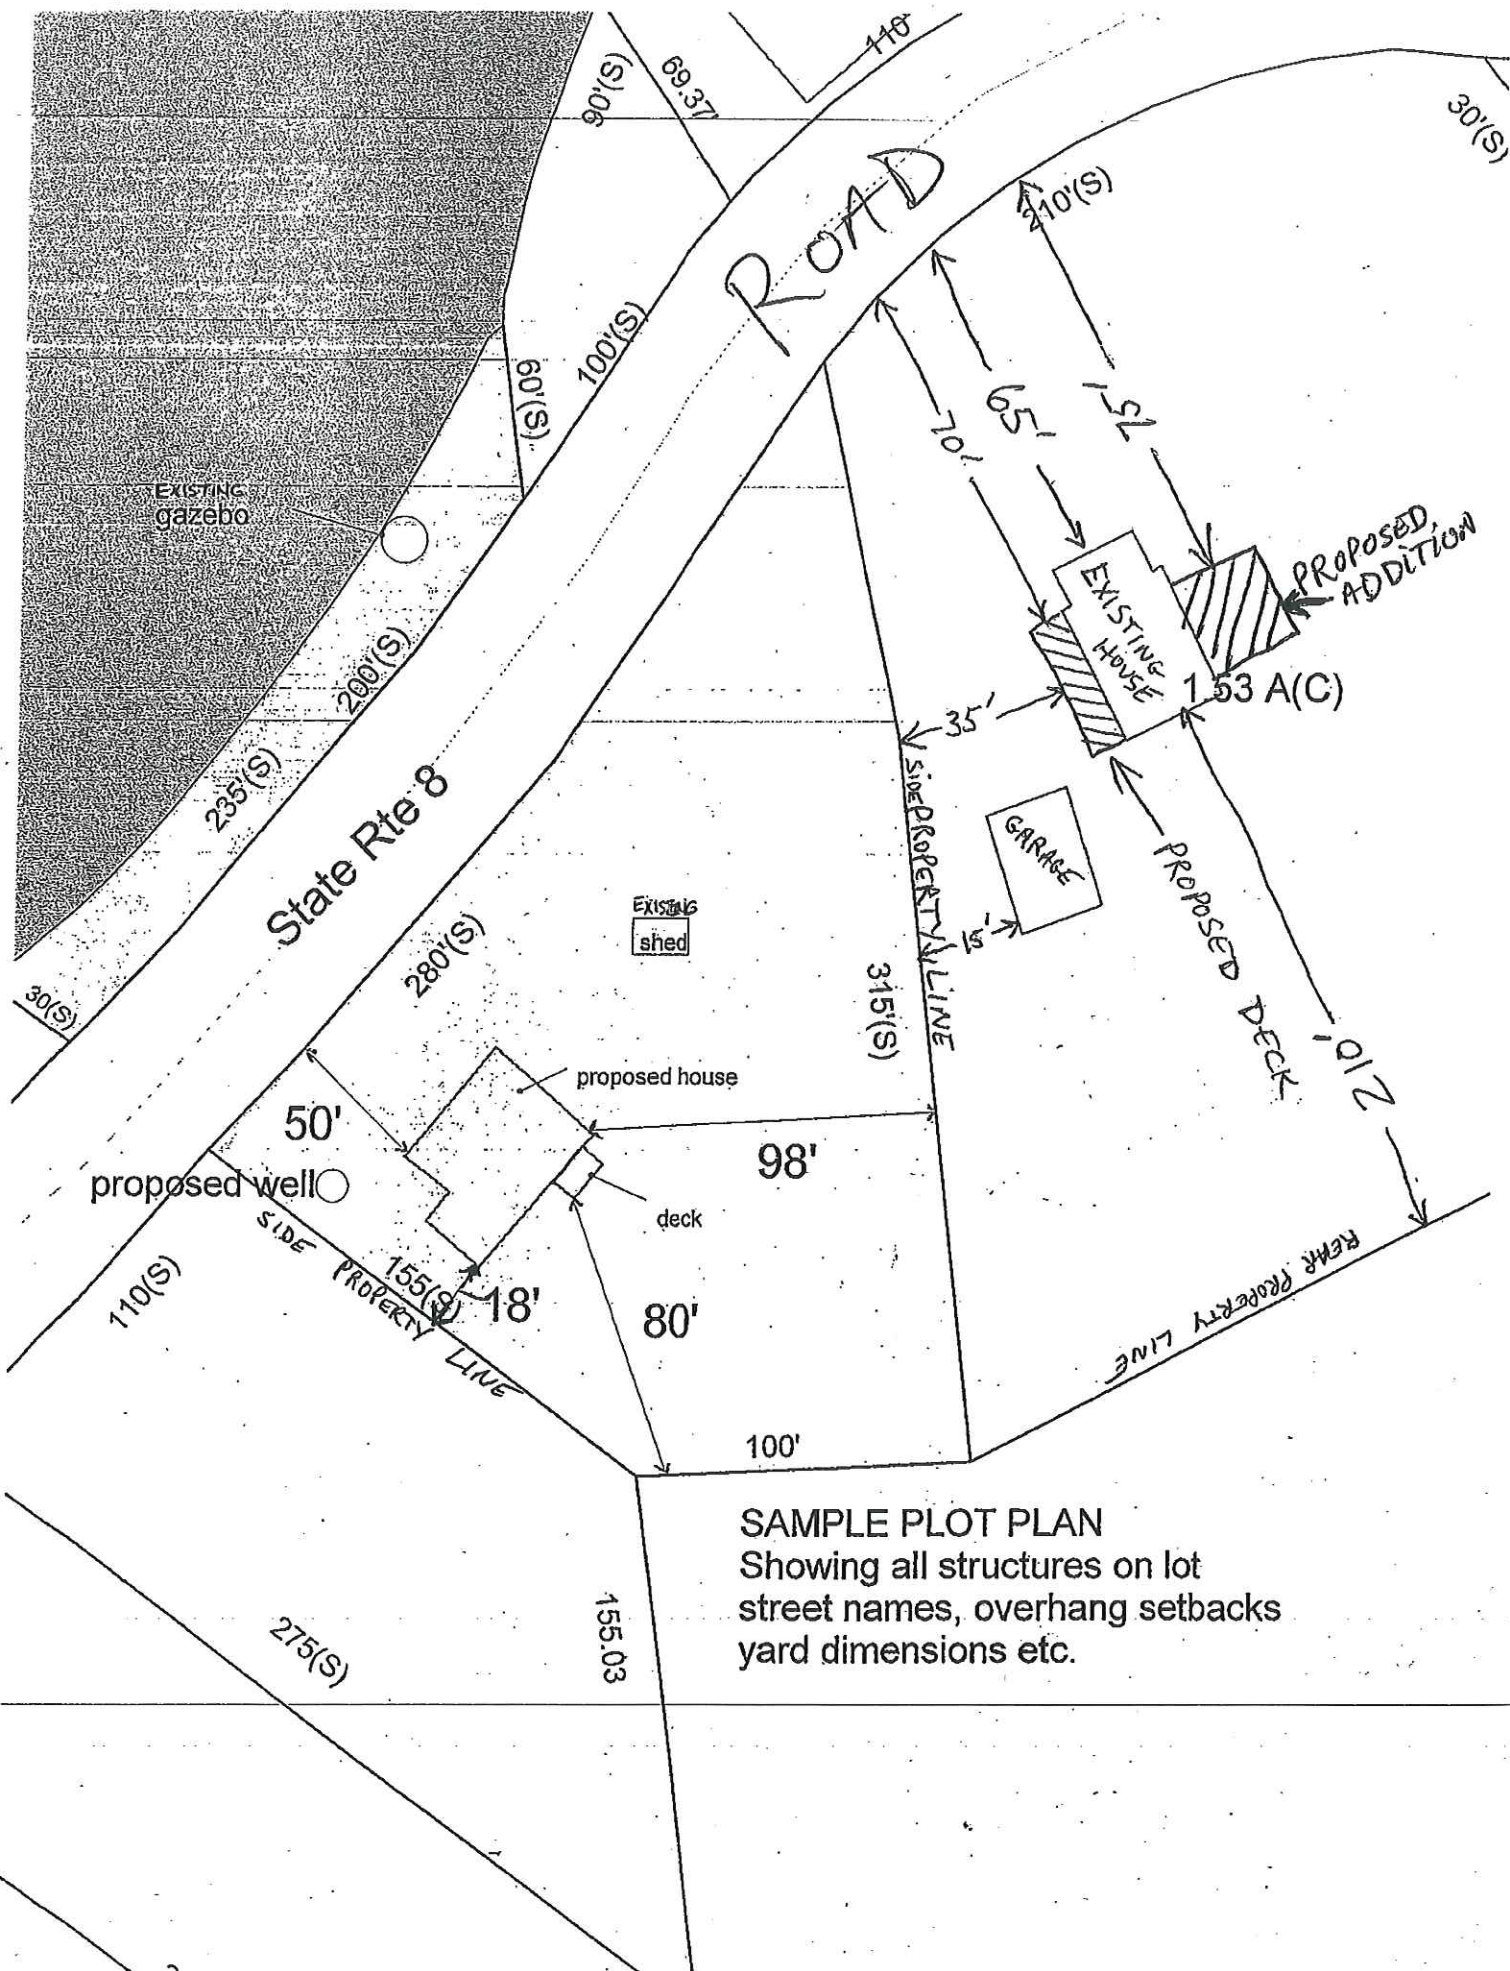 110'
69.37'
90'(S)
30'(S)
ROAD
210'(S)
100'(S)
60'(S)
65'
75'
70'
EXISTING
gazebo
PROPOSED
ADDITION
EXISTING
HOUSE
1.53 A(C)
200'(S)
35'
235'(S)
State Rte 8
SIDE PROPERTY LINE
GARAGE
PROPOSED DECK
EXISTING
shed
15'
280'(S)
315'(S)
30(S)
210'
proposed house
50'
98'
proposed well
deck
SIDE PROPERTY LINE
155(S)
18'
80'
110(S)
REAR PROPERTY LINE
100'
SAMPLE PLOT PLAN
Showing all structures on lot
street names, overhang setbacks
yard dimensions etc.
155.03
275(S)